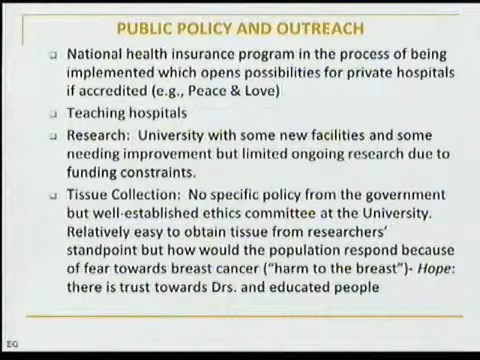 PUBLIC POLICY AND OUTREACH
National health insurance program in the process of being
implemented which opens possibilities for private hospitals
if accredited (e.g., Peace & Love)
Teaching hospitals
Research: University with some new facilities and some
needing improvement but limited ongoing research due to
funding constraints.
Tissue Collection: No specific policy from the government
but well-established ethics committee at the University.
Relatively easy to obtain tissue from researchers'
standpoint but how would the population respond because
of fear towards breast cancer ("harm to the breast")- Hope:
there is trust towards Drs. and educated people